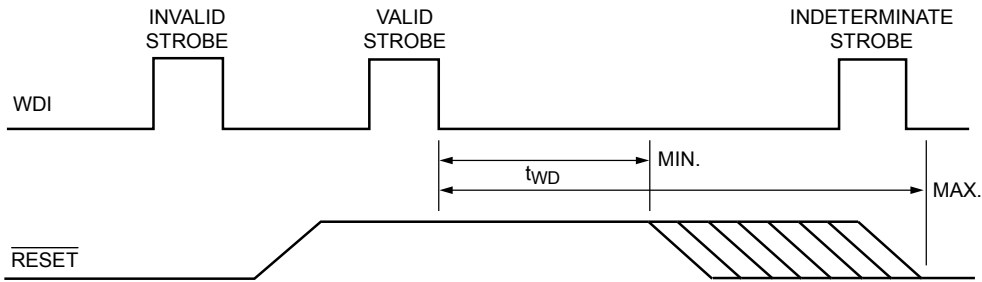 INVALID
STROBE
VALID
STROBE
INDETERMINATE
STROBE
WDI
MIN.
tWD
MAX.
RESET